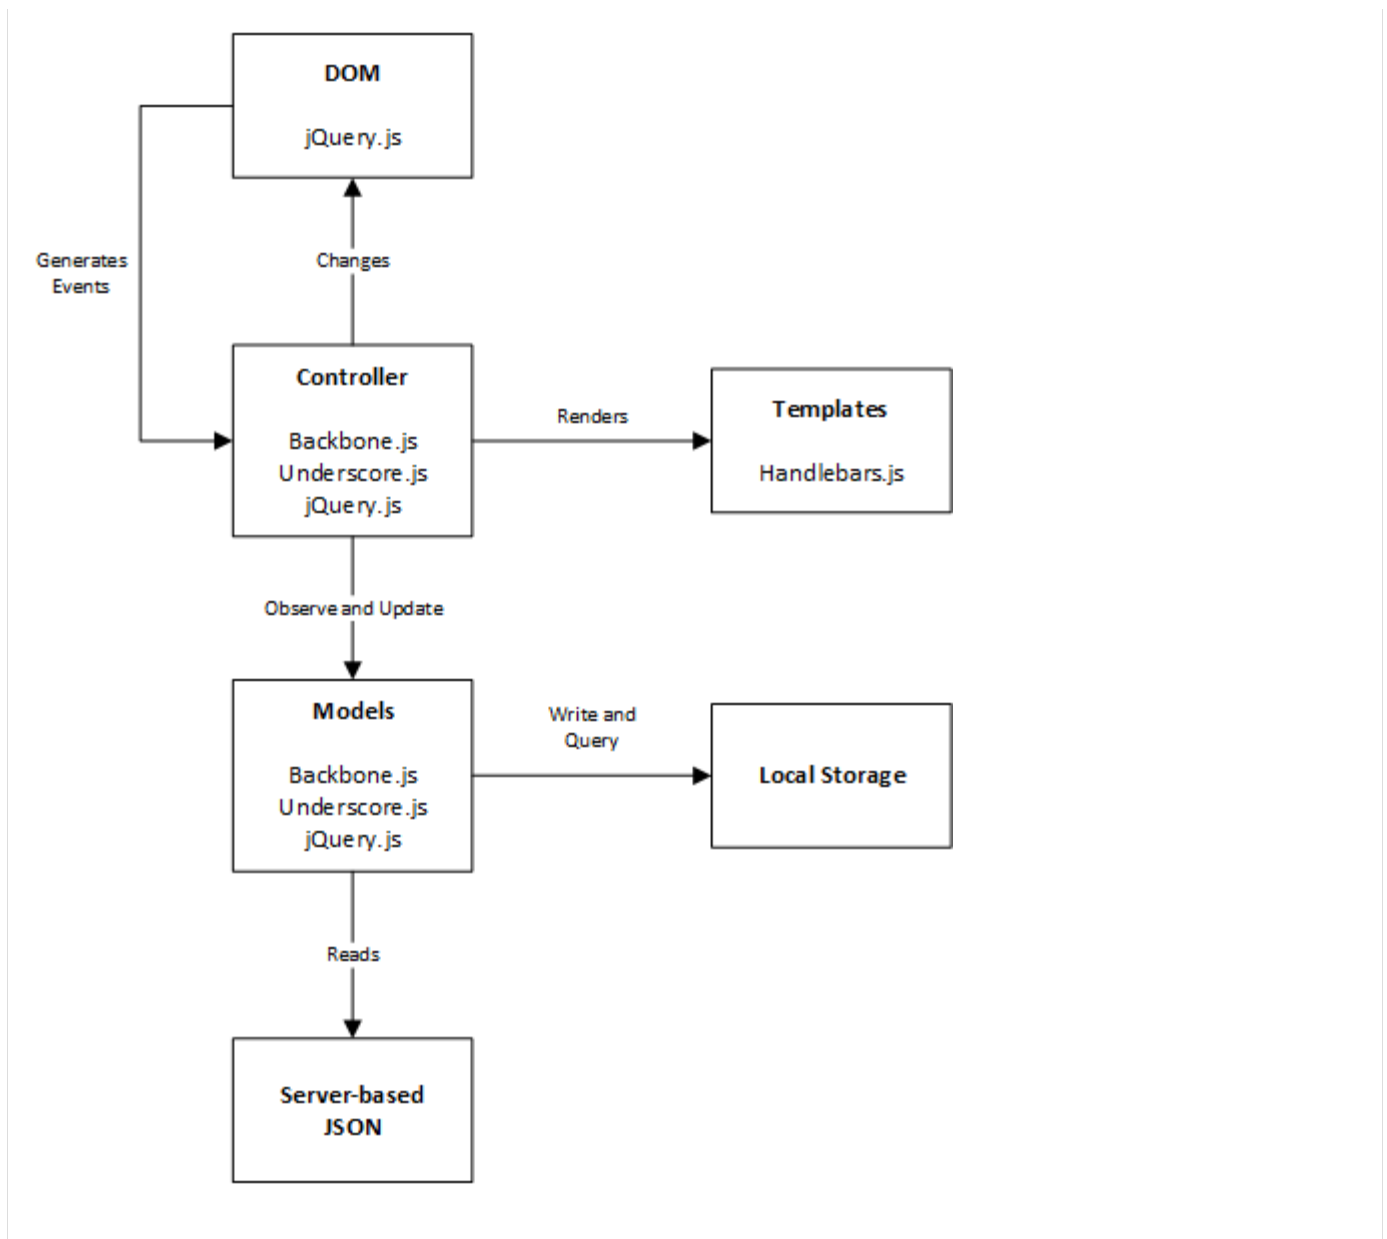 DOM
jQuery.js
Generates
Events
Changes
Controller
Backbone.js
Underscore.js
jQuery.js
Renders
Templates
Handlebars.js
Observe and Update
Models
Backbone.js
Underscore.js
jQuery.js
Write and
Query
Local Storage
Reads
Server-based
JSON